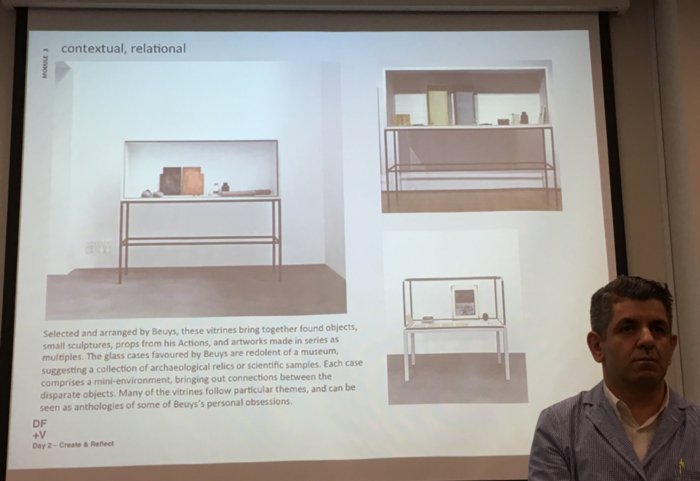 MODULE 3
contextual, relational
Selected and arranged by Beuys, these vitrines bring together found objects,
small sculptures, props from his Actions, and artworks made in series as
multiples. The glass cases favoured by Beuys are redolent of a museum,
suggesting a collection of archaeological relics or scientific samples. Each case
comprises a mini-environment, bringing out connections between the
disparate objects. Many of the vitrines follow particular themes, and can be
seen as anthologies of some of Beuys's personal obsessions.
DF
+V
Day 2 – Create & Reflect